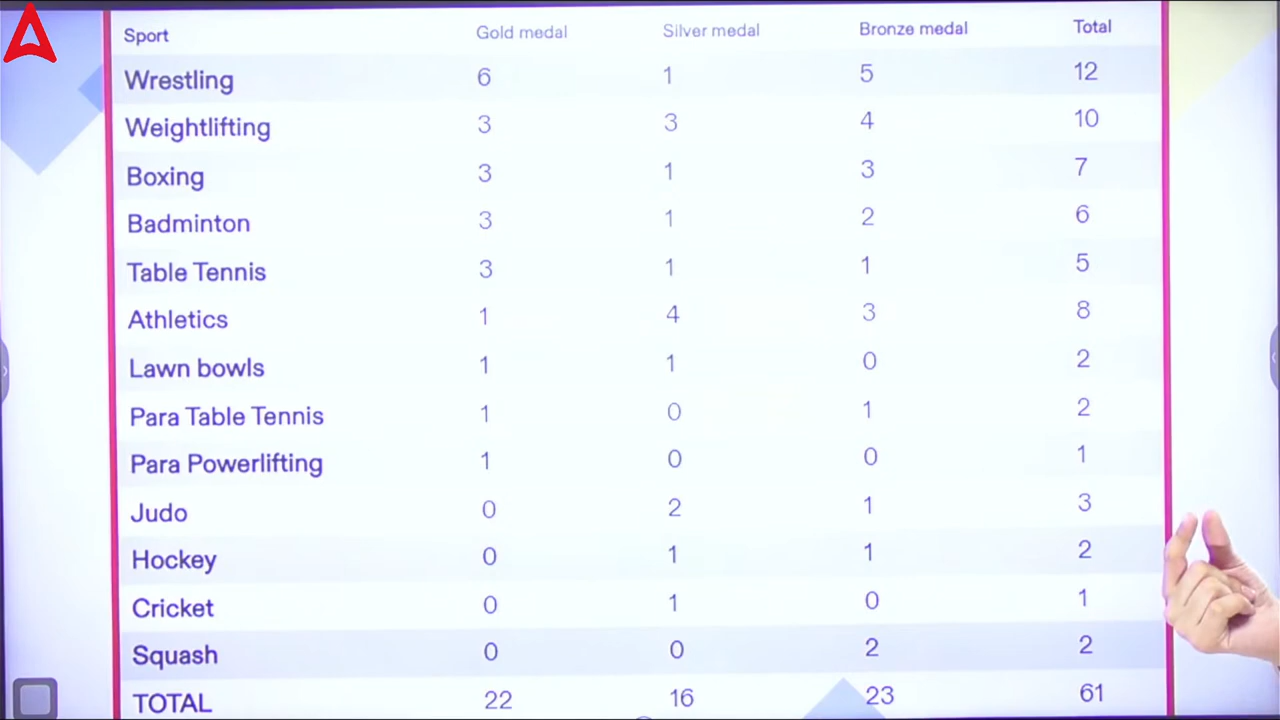 Sport Gold medal Silver medal Bronze medal Total
Wrestling 6 1 5 12
Weightlifting 3 3 4 10
Boxing 3 1 3 7
Badminton 3 1 2 6
Table Tennis 3 1 1 5
Athletics 1 4 3 8
Lawn bowls 1 1 0 2
Para Table Tennis 1 0 1 2
Para Powerlifting 1 0 0 1
Judo 0 2 1 3
Hockey 0 1 1 2
Cricket 0 1 0 1
Squash 0 0 2 2
TOTAL 22 16 23 61